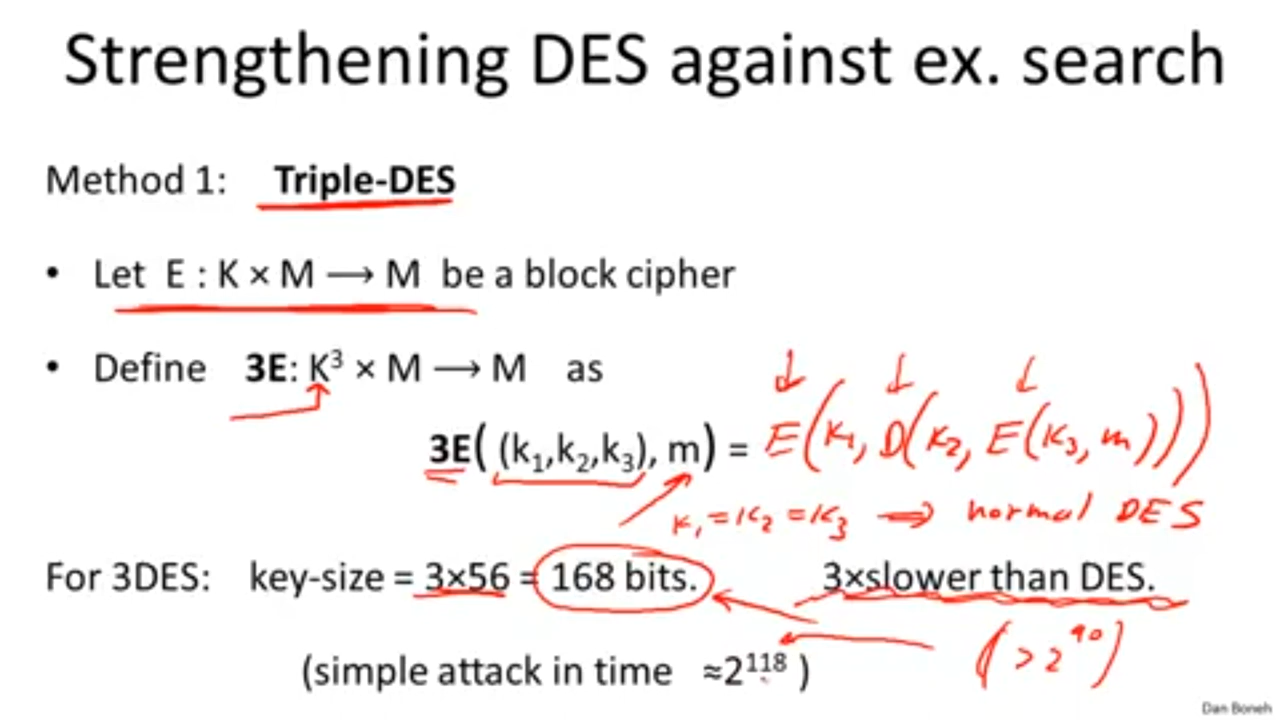 Strengthening DES against ex. search
Method 1: Triple-DES
• Let E : K × M ⟶ M be a block cipher
• Define 3E: K³ × M ⟶ M as
3E( (k₁,k₂,k₃), m) = E(K₁, D(K₂, E(K₃, m)))
K₁ = K₂ = K₃ ⇒ normal DES
For 3DES: key-size = 3×56 = 168 bits. 3×slower than DES.
(simple attack in time ≈2¹¹⁸ ) (>2⁹⁰)
Dan Boneh